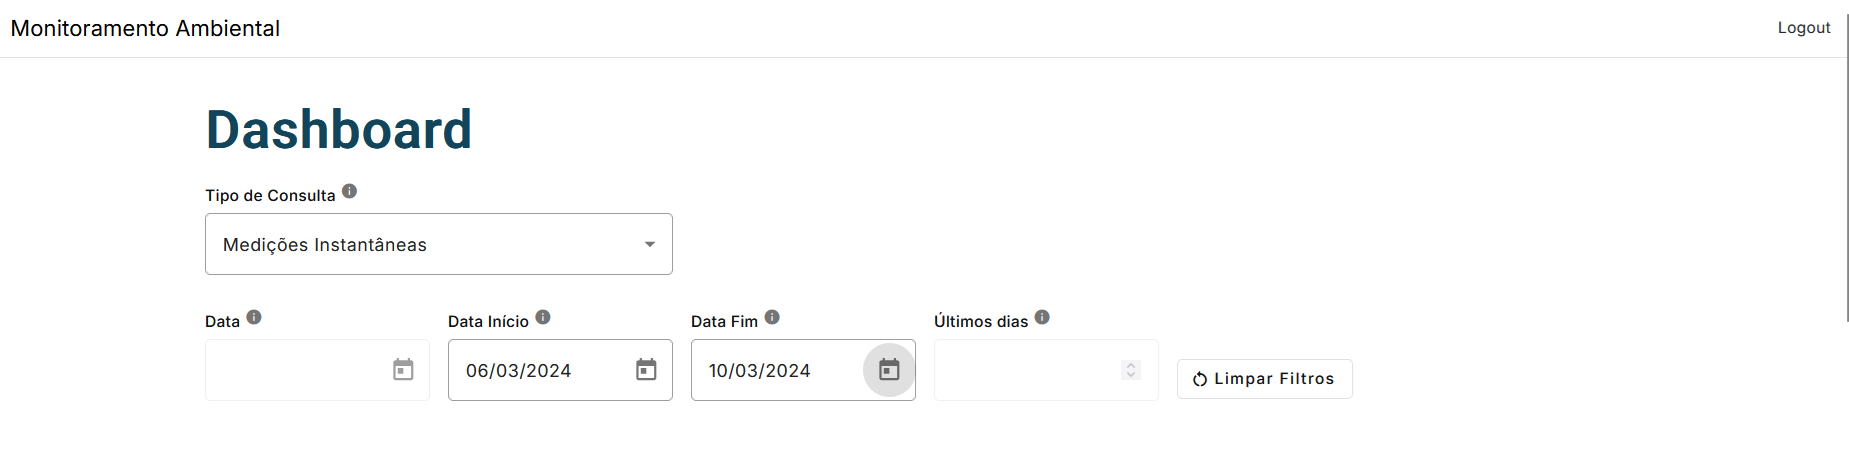 Monitoramento Ambiental
Logout
Dashboard
Tipo de Consulta
Medições Instantâneas
Data
Data Início
Data Fim
Últimos dias
06/03/2024
10/03/2024
Limpar Filtros